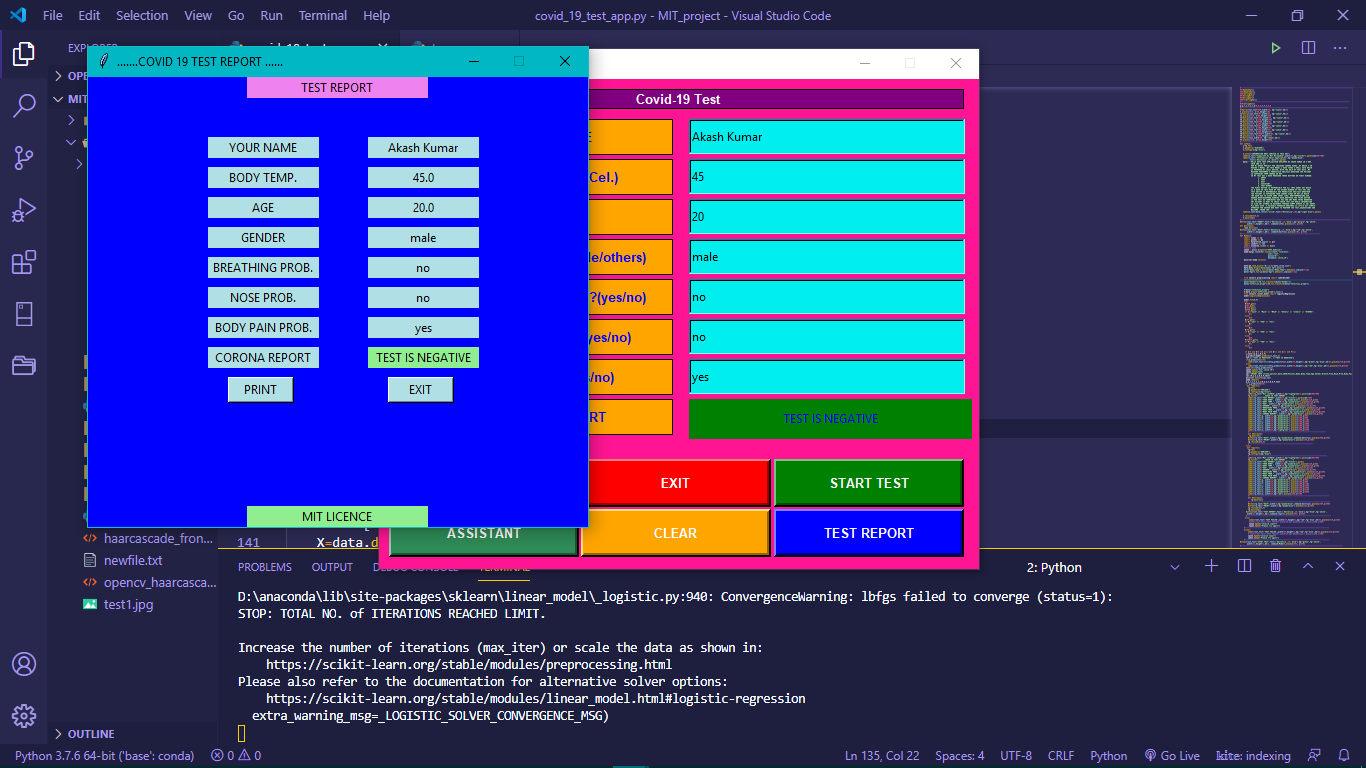 File Edit Selection View Go Run Terminal Help
covid_19_test_app.py - MIT_project - Visual Studio Code
.......COVID 19 TEST REPORT ......
TEST REPORT
YOUR NAME Akash Kumar
BODY TEMP. 45.0
AGE 20.0
GENDER male
BREATHING PROB. no
NOSE PROB. no
BODY PAIN PROB. yes
CORONA REPORT TEST IS NEGATIVE
PRINT EXIT
MIT LICENCE
Covid-19 Test
Akash Kumar
Cel.) 45
20
le/others) male
?(yes/no) no
yes/no) no
/no) yes
RT TEST IS NEGATIVE
EXIT START TEST
ASSISTANT CLEAR TEST REPORT
141 X=data.d
haarcascade_fron...
newfile.txt
opencv_haarcasca...
test1.jpg
OUTLINE
PROBLEMS OUTPUT DEBUG CONSOLE TERMINAL 2: Python
D:\anaconda\lib\site-packages\sklearn\linear_model\_logistic.py:940: ConvergenceWarning: lbfgs failed to converge (status=1):
STOP: TOTAL NO. of ITERATIONS REACHED LIMIT.
Increase the number of iterations (max_iter) or scale the data as shown in:
https://scikit-learn.org/stable/modules/preprocessing.html
Please also refer to the documentation for alternative solver options:
https://scikit-learn.org/stable/modules/linear_model.html#logistic-regression
extra_warning_msg=_LOGISTIC_SOLVER_CONVERGENCE_MSG)
Python 3.7.6 64-bit ('base': conda) 0 0 Ln 135, Col 22 Spaces: 4 UTF-8 CRLF Python Go Live kite: indexing